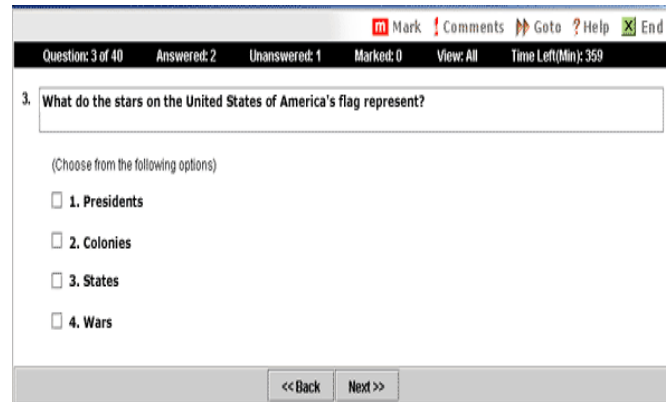 m Mark ! Comments Goto ? Help X End
Question: 3 of 40 Answered: 2 Unanswered: 1 Marked: 0 View: All Time Left(Min): 359
3. What do the stars on the United States of America's flag represent?
(Choose from the following options)
1. Presidents
2. Colonies
3. States
4. Wars
<< Back Next >>